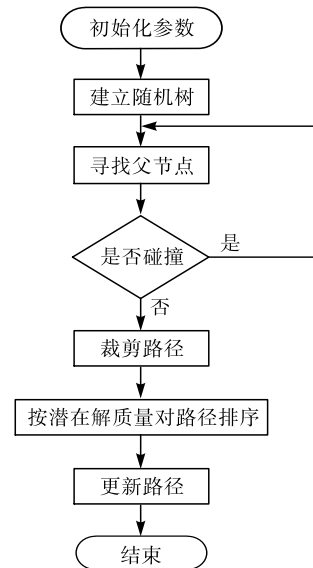 初始化参数
建立随机树
寻找父节点
是否碰撞
是
否
裁剪路径
按潜在解质量对路径排序
更新路径
结束